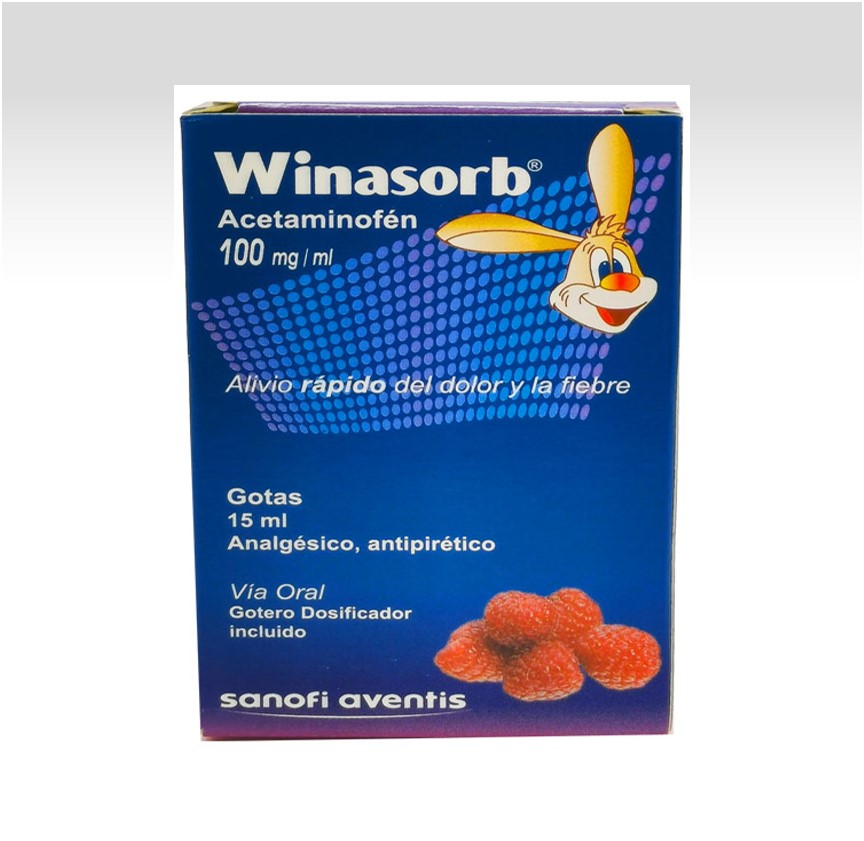 Winasorb®
Acetaminofén
100 mg / ml
Alivio rápido del dolor y la fiebre
Gotas
15 ml
Analgésico, antipirético
Vía Oral
Gotero Dosificador
incluido
sanofi aventis